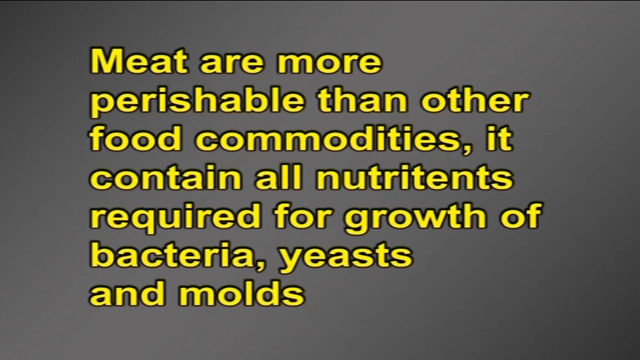 Meat are more
perishable than other
food commodities, it
contain all nutritents
required for growth of
bacteria, yeasts
and molds